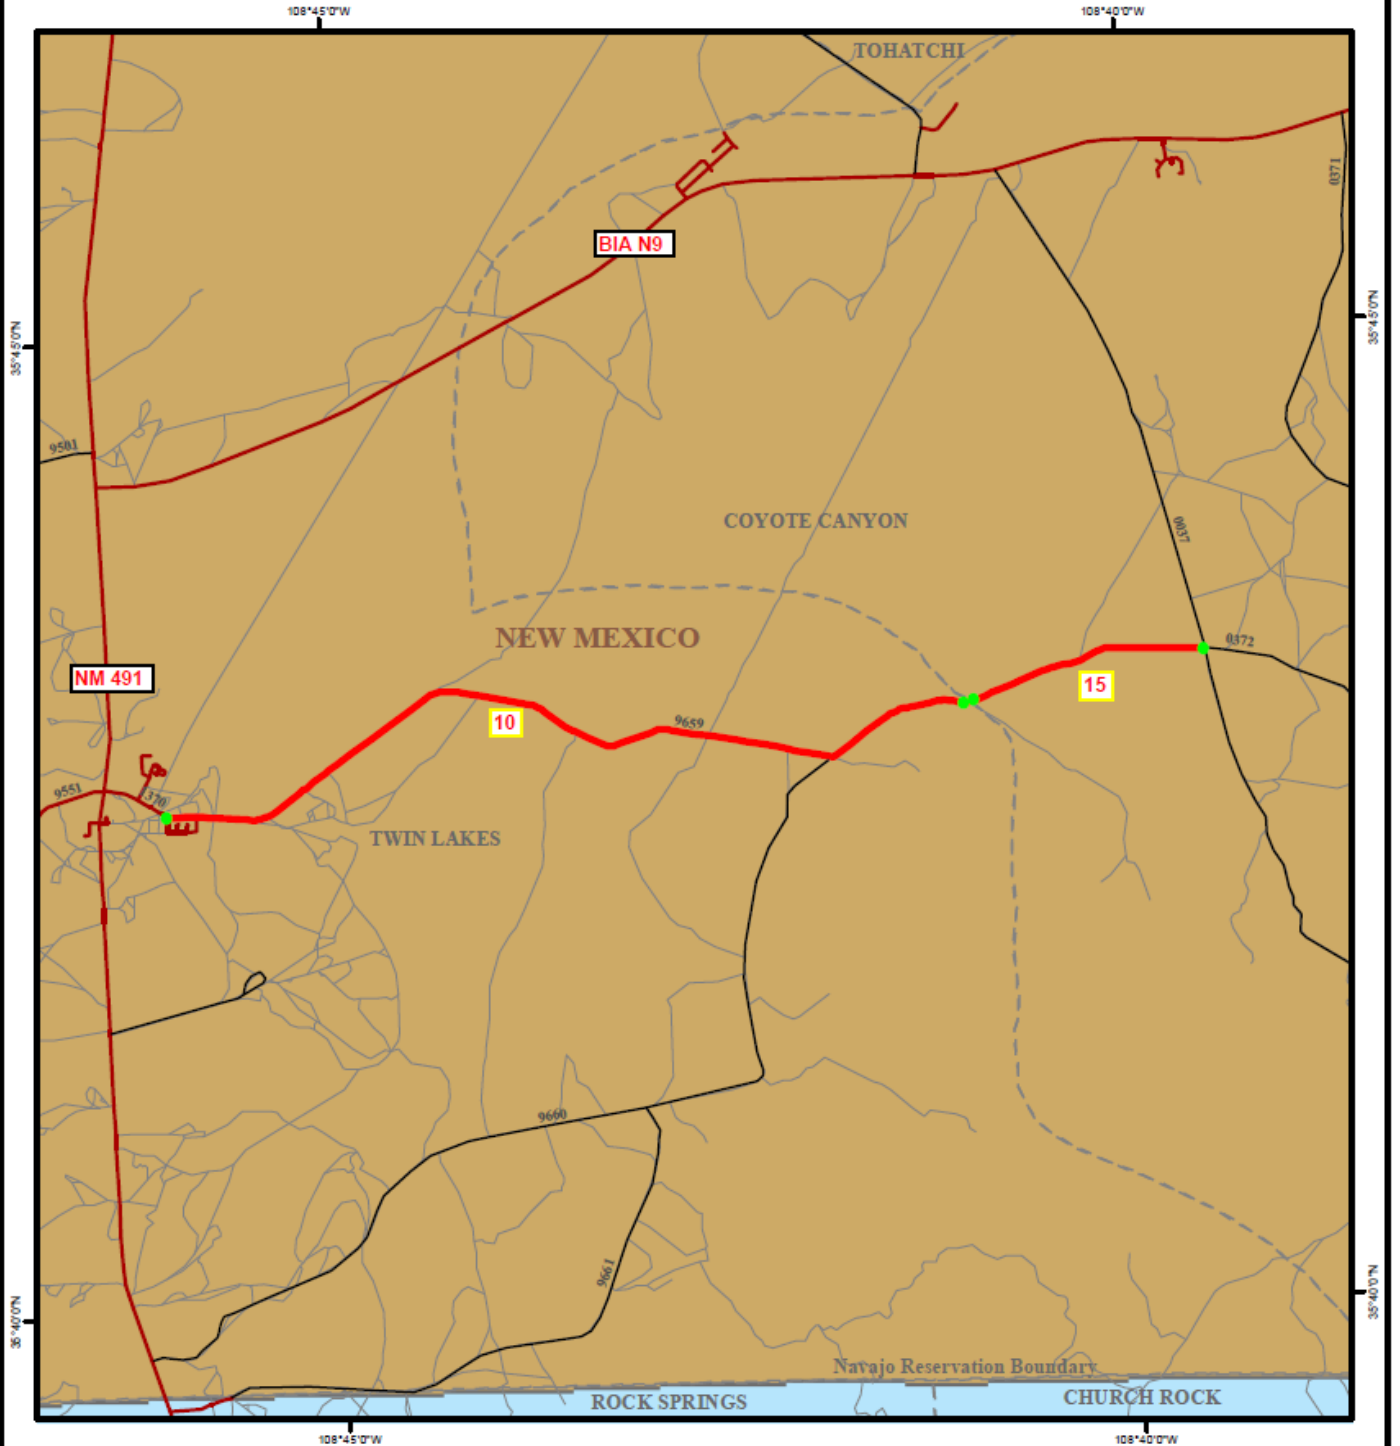 108°45'0"W
108°40'0"W
TOHATCHI
0371
BIA N9
35°45'0"N
35°45'0"N
9501
COYOTE CANYON
0037
NEW MEXICO
0372
NM 491
15
10
9659
9551
370
TWIN LAKES
9660
9661
35°40'0"N
35°40'0"N
Navajo Reservation Boundary
ROCK SPRINGS
CHURCH ROCK
108°45'0"W
108°40'0"W